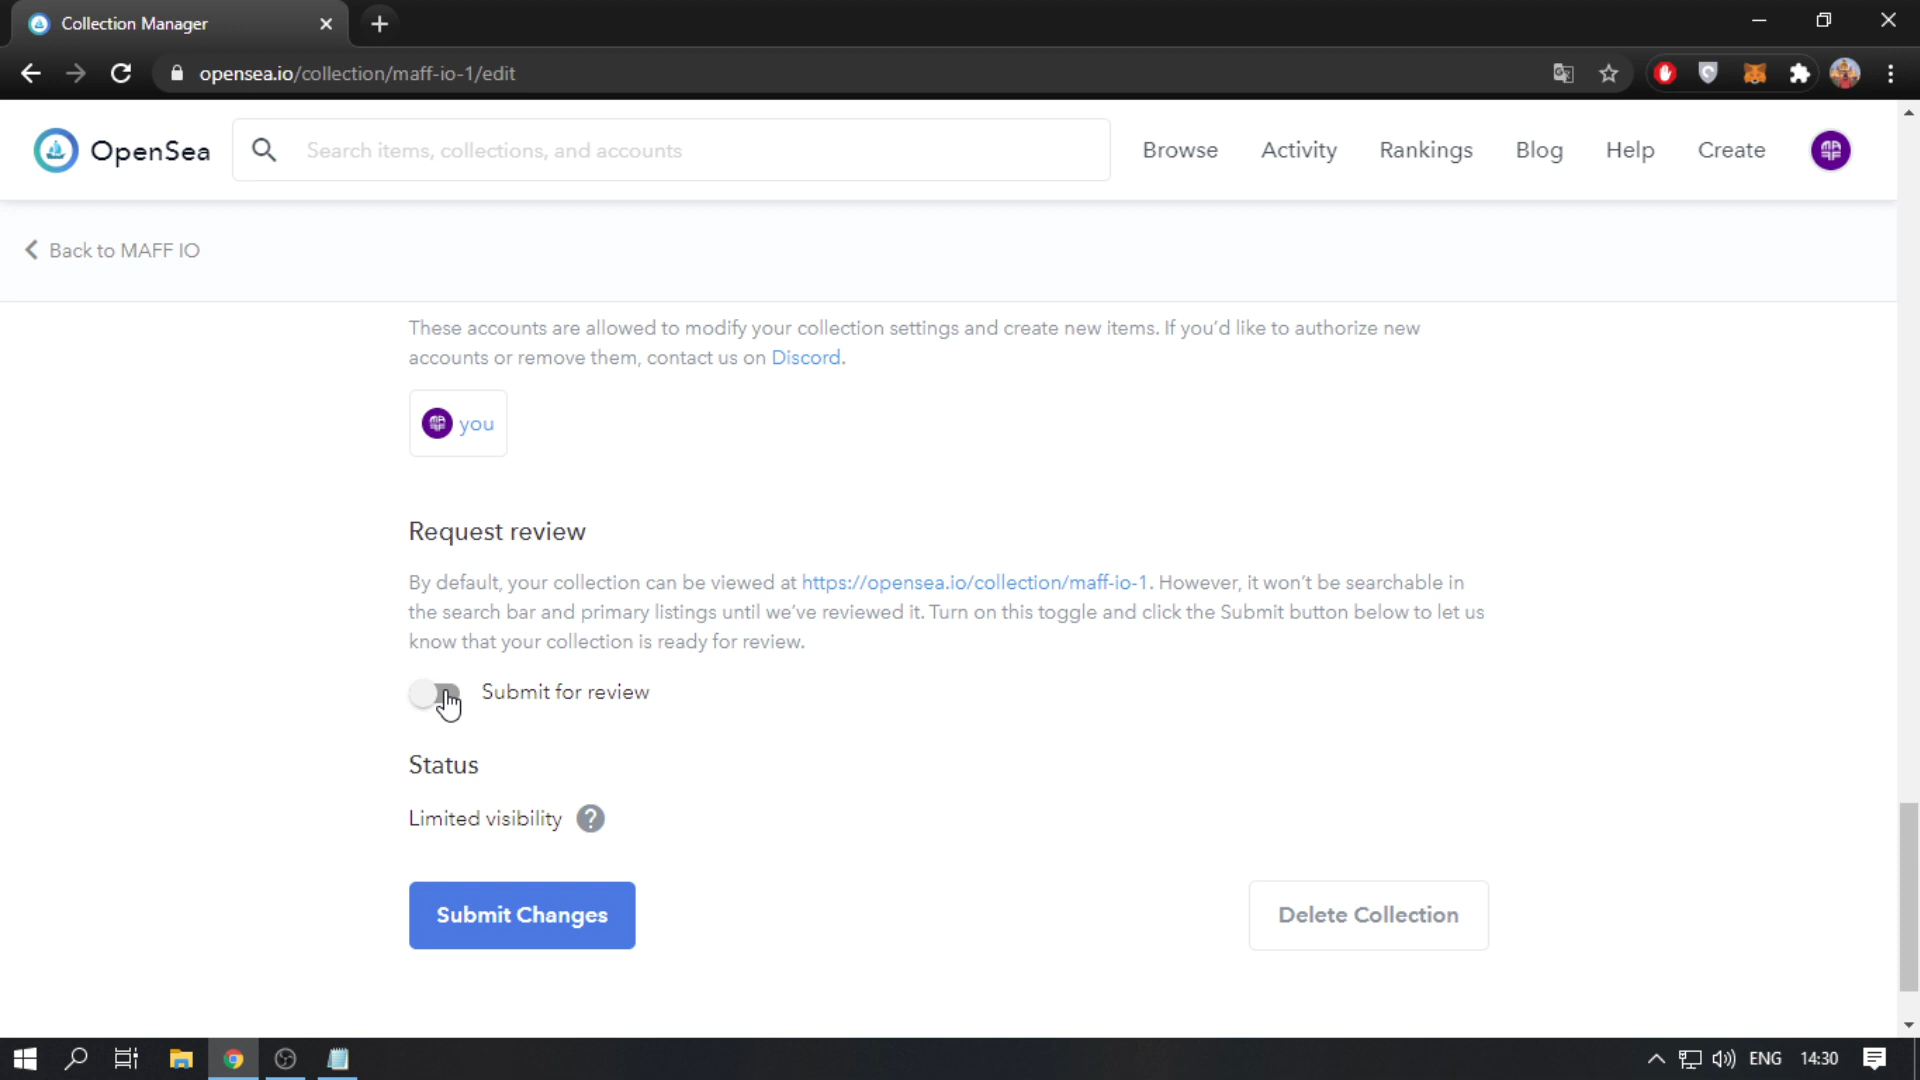 Collection Manager
opensea.io/collection/maff-io-1/edit
OpenSea
Search items, collections, and accounts
Browse
Activity
Rankings
Blog
Help
Create
Back to MAFF IO
These accounts are allowed to modify your collection settings and create new items. If you'd like to authorize new
accounts or remove them, contact us on Discord.
you
Request review
By default, your collection can be viewed at https://opensea.io/collection/maff-io-1. However, it won't be searchable in
the search bar and primary listings until we've reviewed it. Turn on this toggle and click the Submit button below to let us
know that your collection is ready for review.
Submit for review
Status
Limited visibility ?
Submit Changes
Delete Collection
ENG
14:30